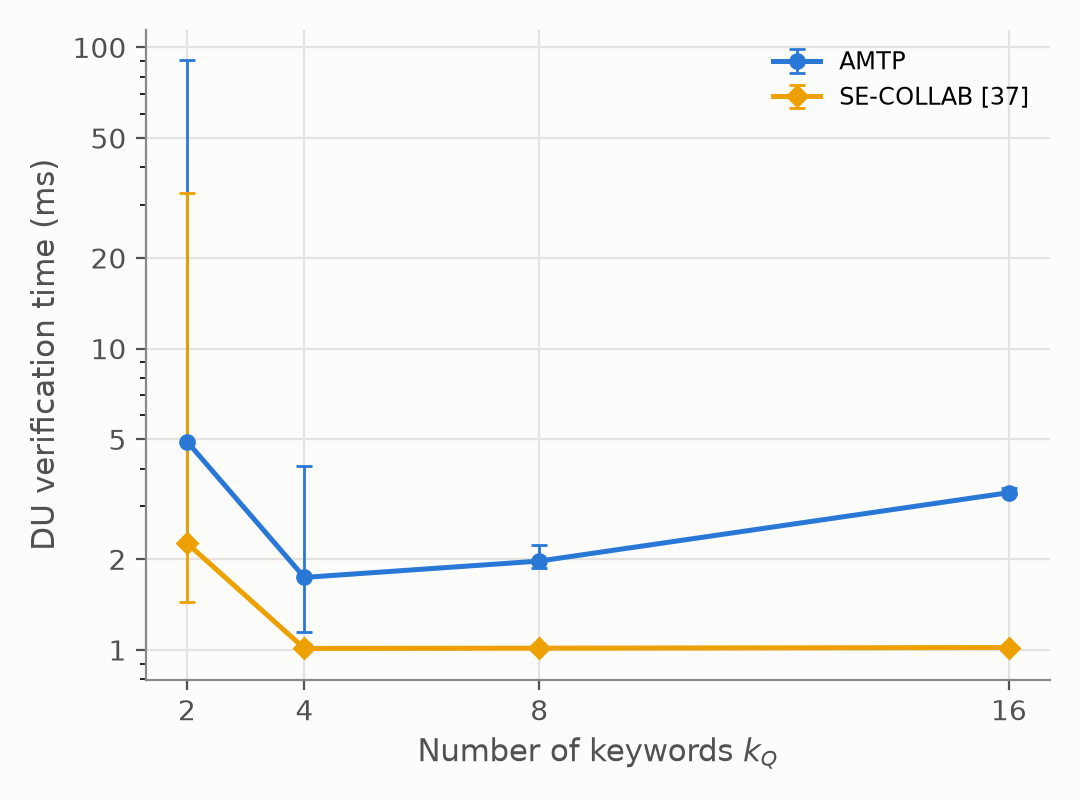 100
50
20
10
5
2
1
DU verification time (ms)
AMTP
SE-COLLAB [37]
2 4 8 16
Number of keywords k_Q